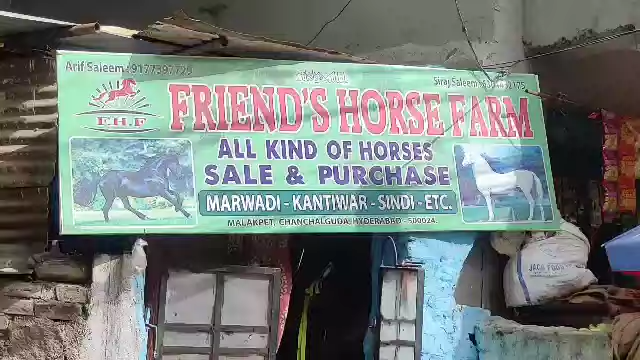 Arif Saleem : 9177397775
FRIEND'S HORSE FARM
F.H.F
ALL KIND OF HORSES
SALE & PURCHASE
MARWADI - KANTIWAR - SINDI - ETC.
MALAKPET, CHANCHALGUDA, HYDERABAD - 500024.
Siraj Saleem